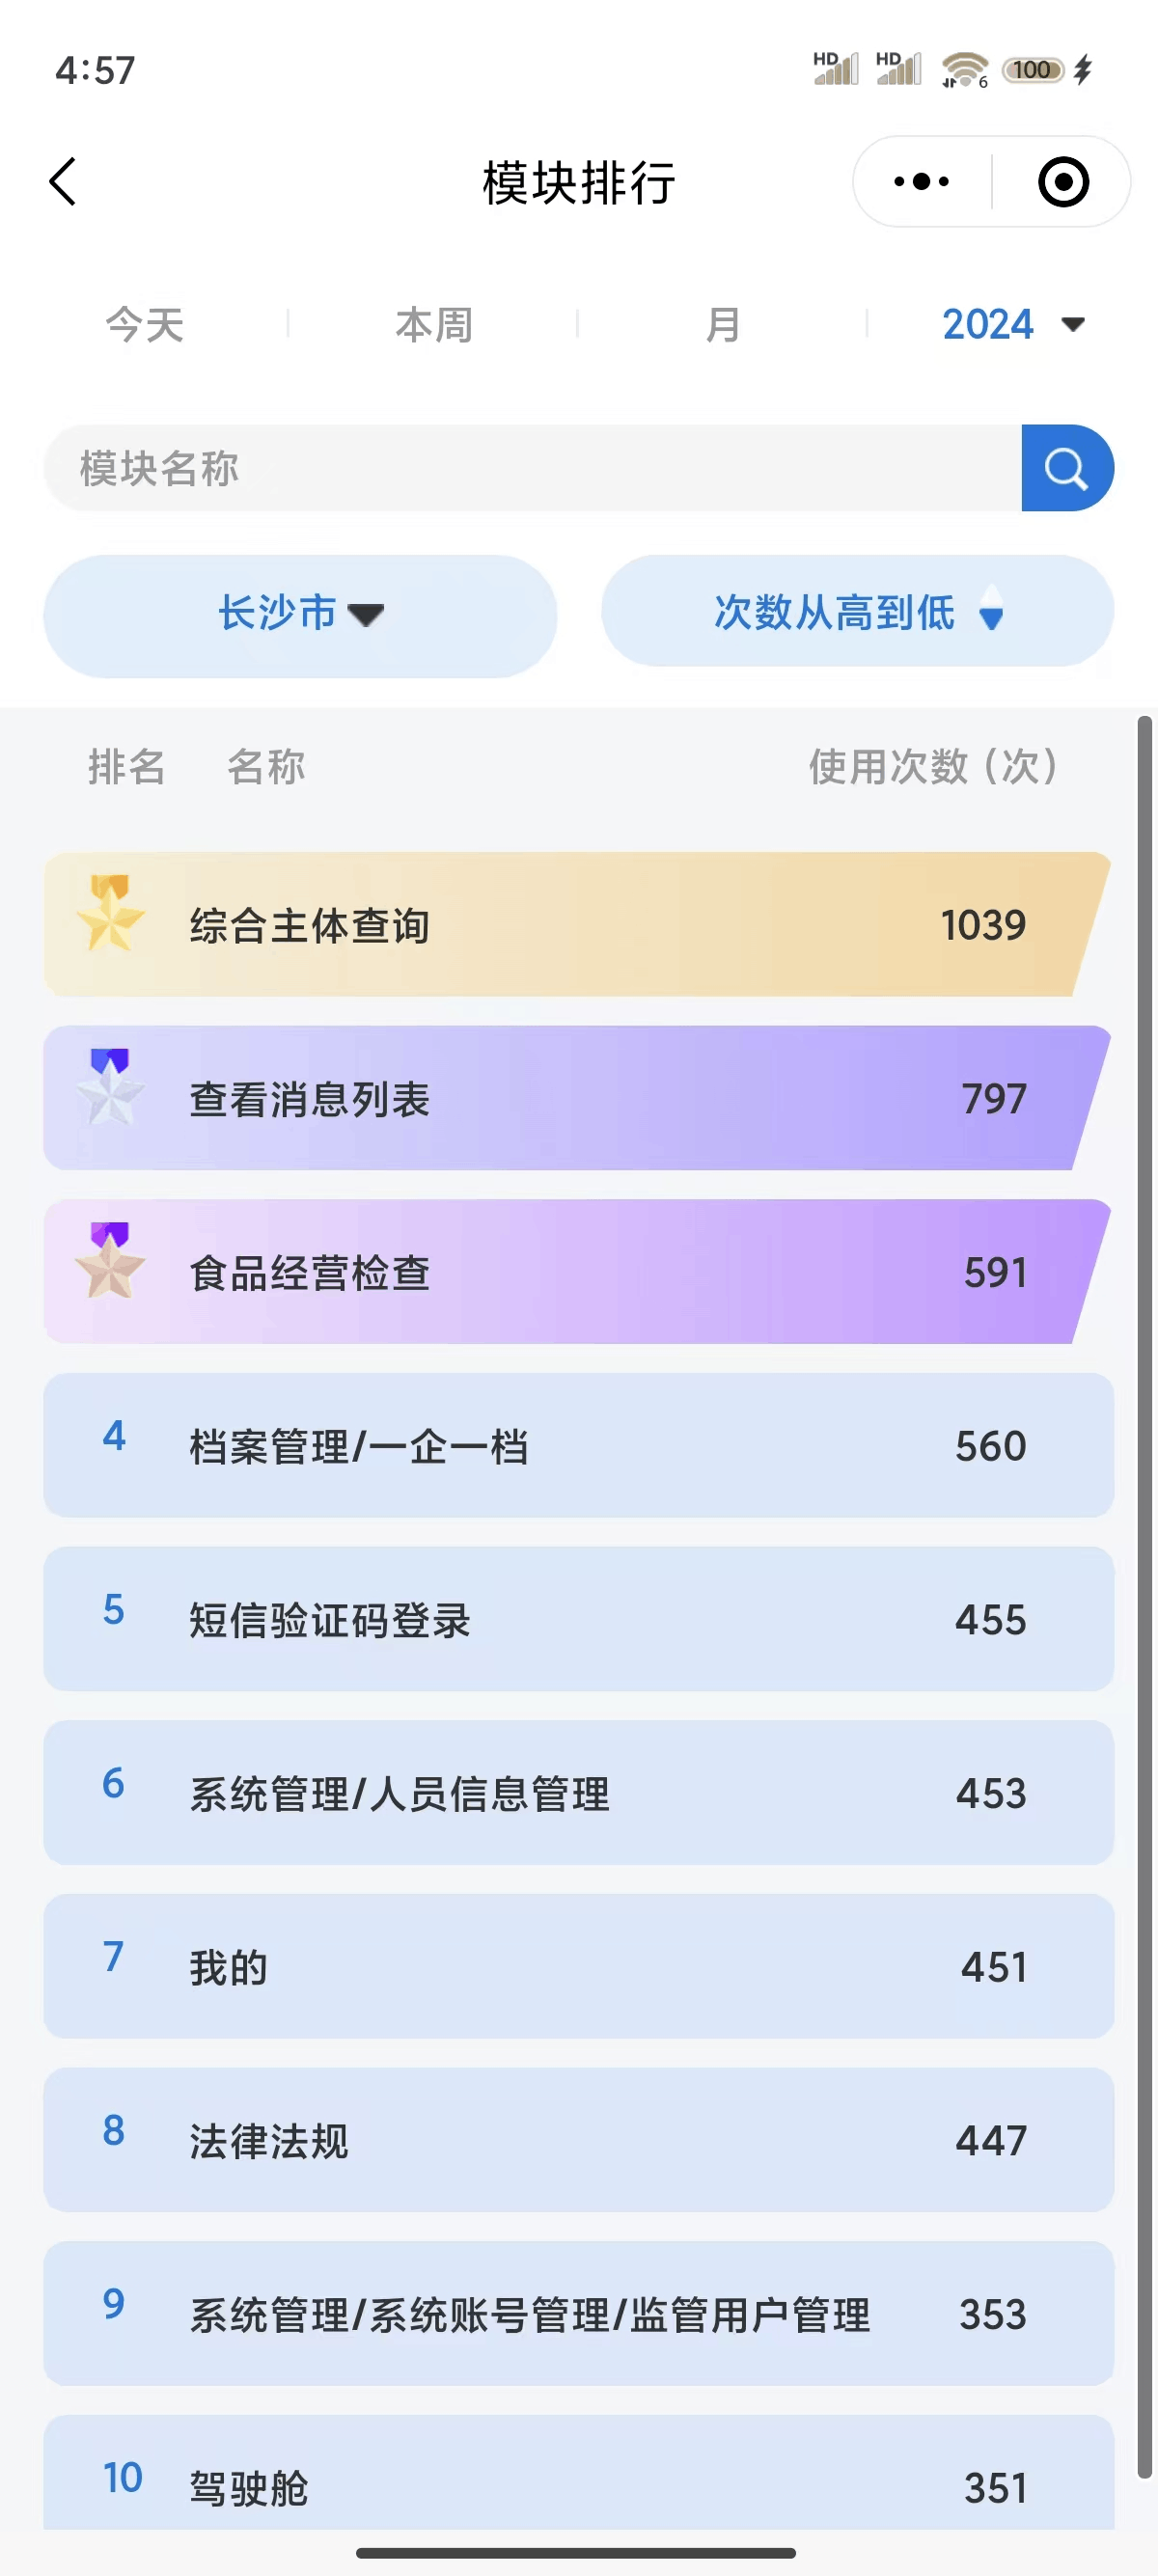 4:57
HD HD 6 100
模块排行
今天 本周 月 2024
模块名称
长沙市 次数从高到低
排名 名称 使用次数 (次)
综合主体查询 1039
查看消息列表 797
食品经营检查 591
4 档案管理/一企一档 560
5 短信验证码登录 455
6 系统管理/人员信息管理 453
7 我的 451
8 法律法规 447
9 系统管理/系统账号管理/监管用户管理 353
10 驾驶舱 351